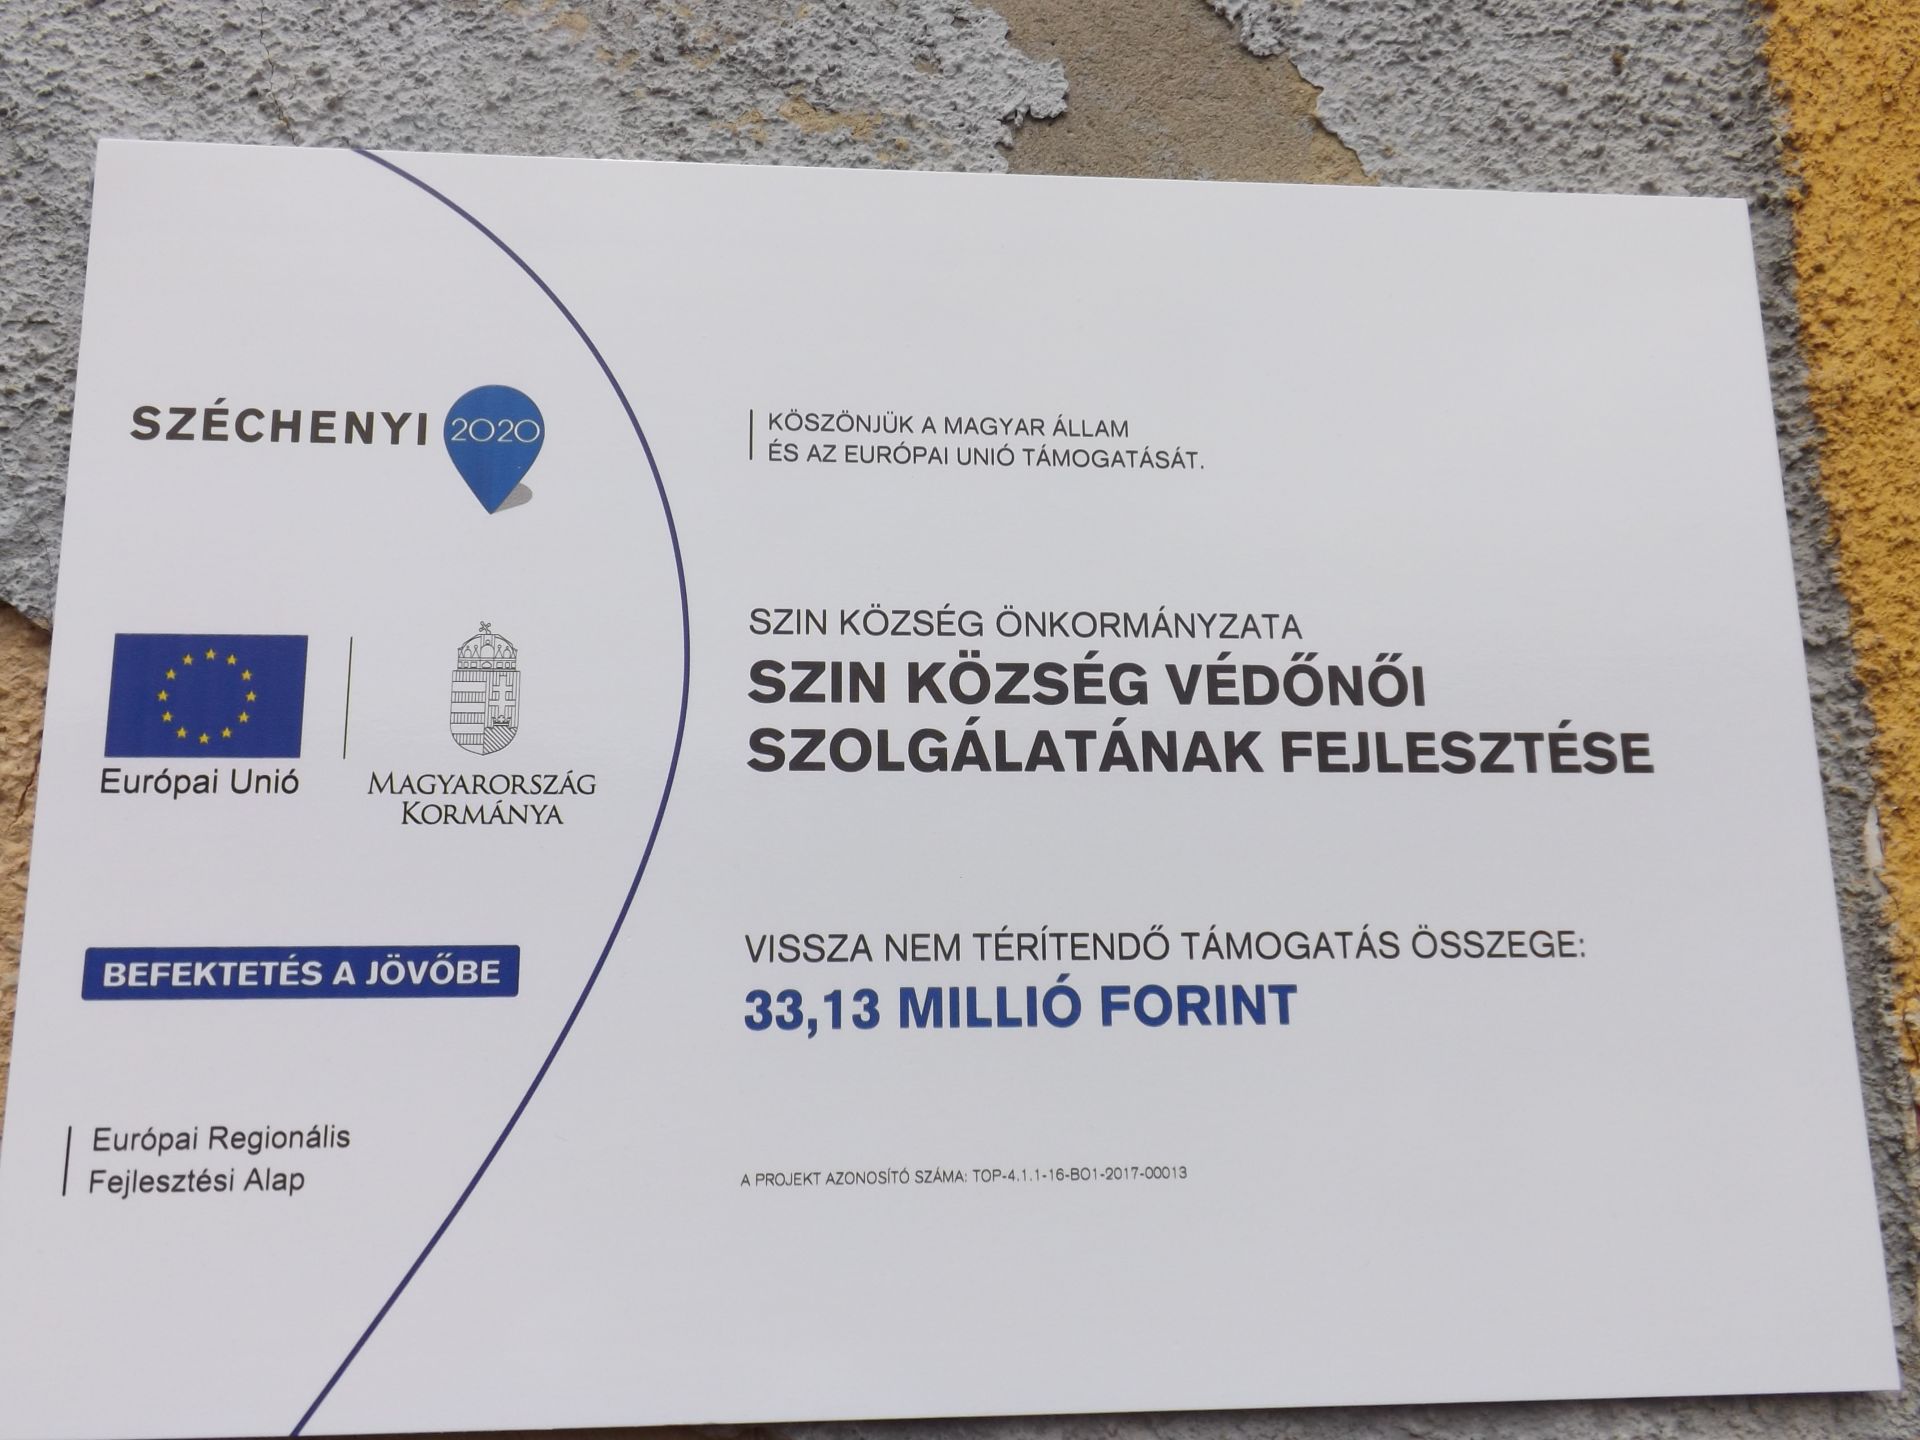 SZÉCHENYI 2020
Európai Unió
MAGYARORSZÁG
KORMÁNYA
BEFEKTETÉS A JÖVŐBE
Európai Regionális
Fejlesztési Alap
KÖSZÖNJÜK A MAGYAR ÁLLAM
ÉS AZ EURÓPAI UNIÓ TÁMOGATÁSÁT.
SZIN KÖZSÉG ÖNKORMÁNYZATA
SZIN KÖZSÉG VÉDŐNŐI
SZOLGÁLATÁNAK FEJLESZTÉSE
VISSZA NEM TÉRÍTENDŐ TÁMOGATÁS ÖSSZEGE:
33,13 MILLIÓ FORINT
A PROJEKT AZONOSÍTÓ SZÁMA: TOP-4.1.1-16-BO1-2017-00013